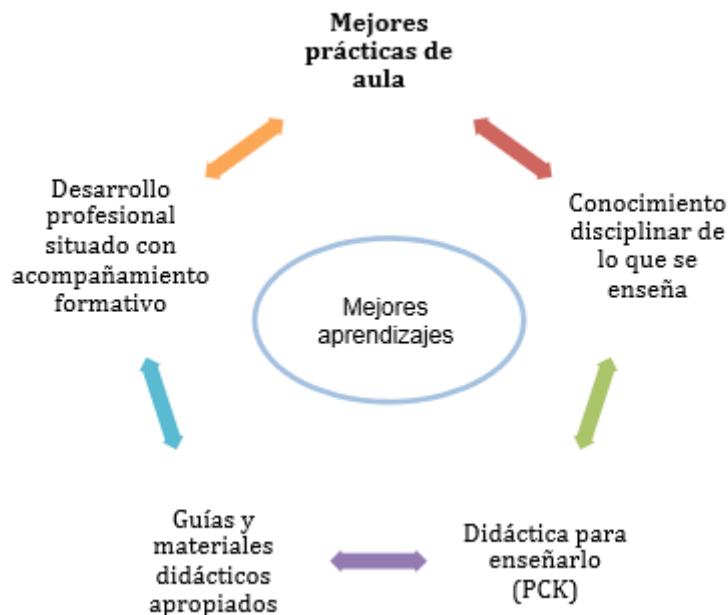 Mejores
prácticas de
aula
Conocimiento
disciplinar de
lo que se
enseña
Didáctica para
enseñarlo
(PCK)
Guías y
materiales
didácticos
apropiados
Desarrollo
profesional
situado con
acompañamiento
formativo
Mejores
aprendizajes